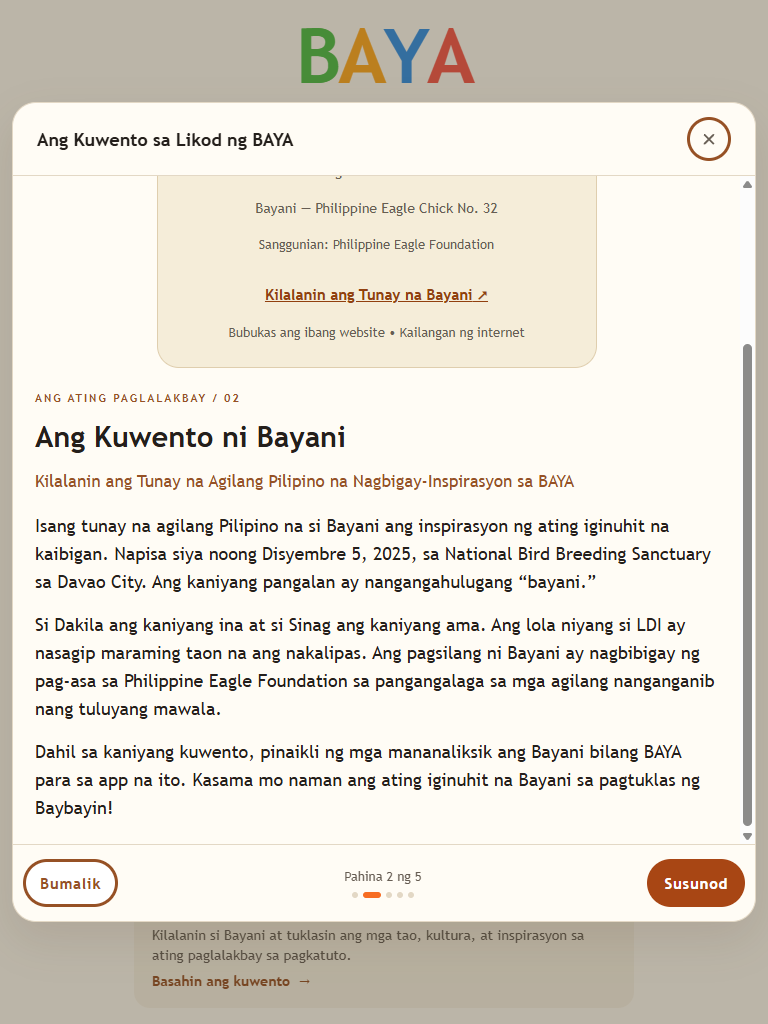 BAYA
Ang Kuwento sa Likod ng BAYA
Bayani — Philippine Eagle Chick No. 32
Sanggunian: Philippine Eagle Foundation
Kilalanin ang Tunay na Bayani ↗
Bubukas ang ibang website • Kailangan ng internet
ANG ATING PAGLALAKBAY / 02
Ang Kuwento ni Bayani
Kilalanin ang Tunay na Agilang Pilipino na Nagbigay-Inspirasyon sa BAYA
Isang tunay na agilang Pilipino na si Bayani ang inspirasyon ng ating iginuhit na
kaibigan. Napisa siya noong Disyembre 5, 2025, sa National Bird Breeding Sanctuary
sa Davao City. Ang kaniyang pangalan ay nangangahulugang “bayani.”
Si Dakila ang kaniyang ina at si Sinag ang kaniyang ama. Ang lola niyang si LDI ay
nasagip maraming taon na ang nakalipas. Ang pagsilang ni Bayani ay nagbibigay ng
pag-asa sa Philippine Eagle Foundation sa pangangalaga sa mga agilang nanganganib
nang tuluyang mawala.
Dahil sa kaniyang kuwento, pinaikli ng mga mananaliksik ang Bayani bilang BAYA
para sa app na ito. Kasama mo naman ang ating iginuhit na Bayani sa pagtuklas ng
Baybayin!
Bumalik
Pahina 2 ng 5
Susunod
Kilalanin si Bayani at tuklasin ang mga tao, kultura, at inspirasyon sa
ating paglalakbay sa pagkatuto.
Basahin ang kuwento →